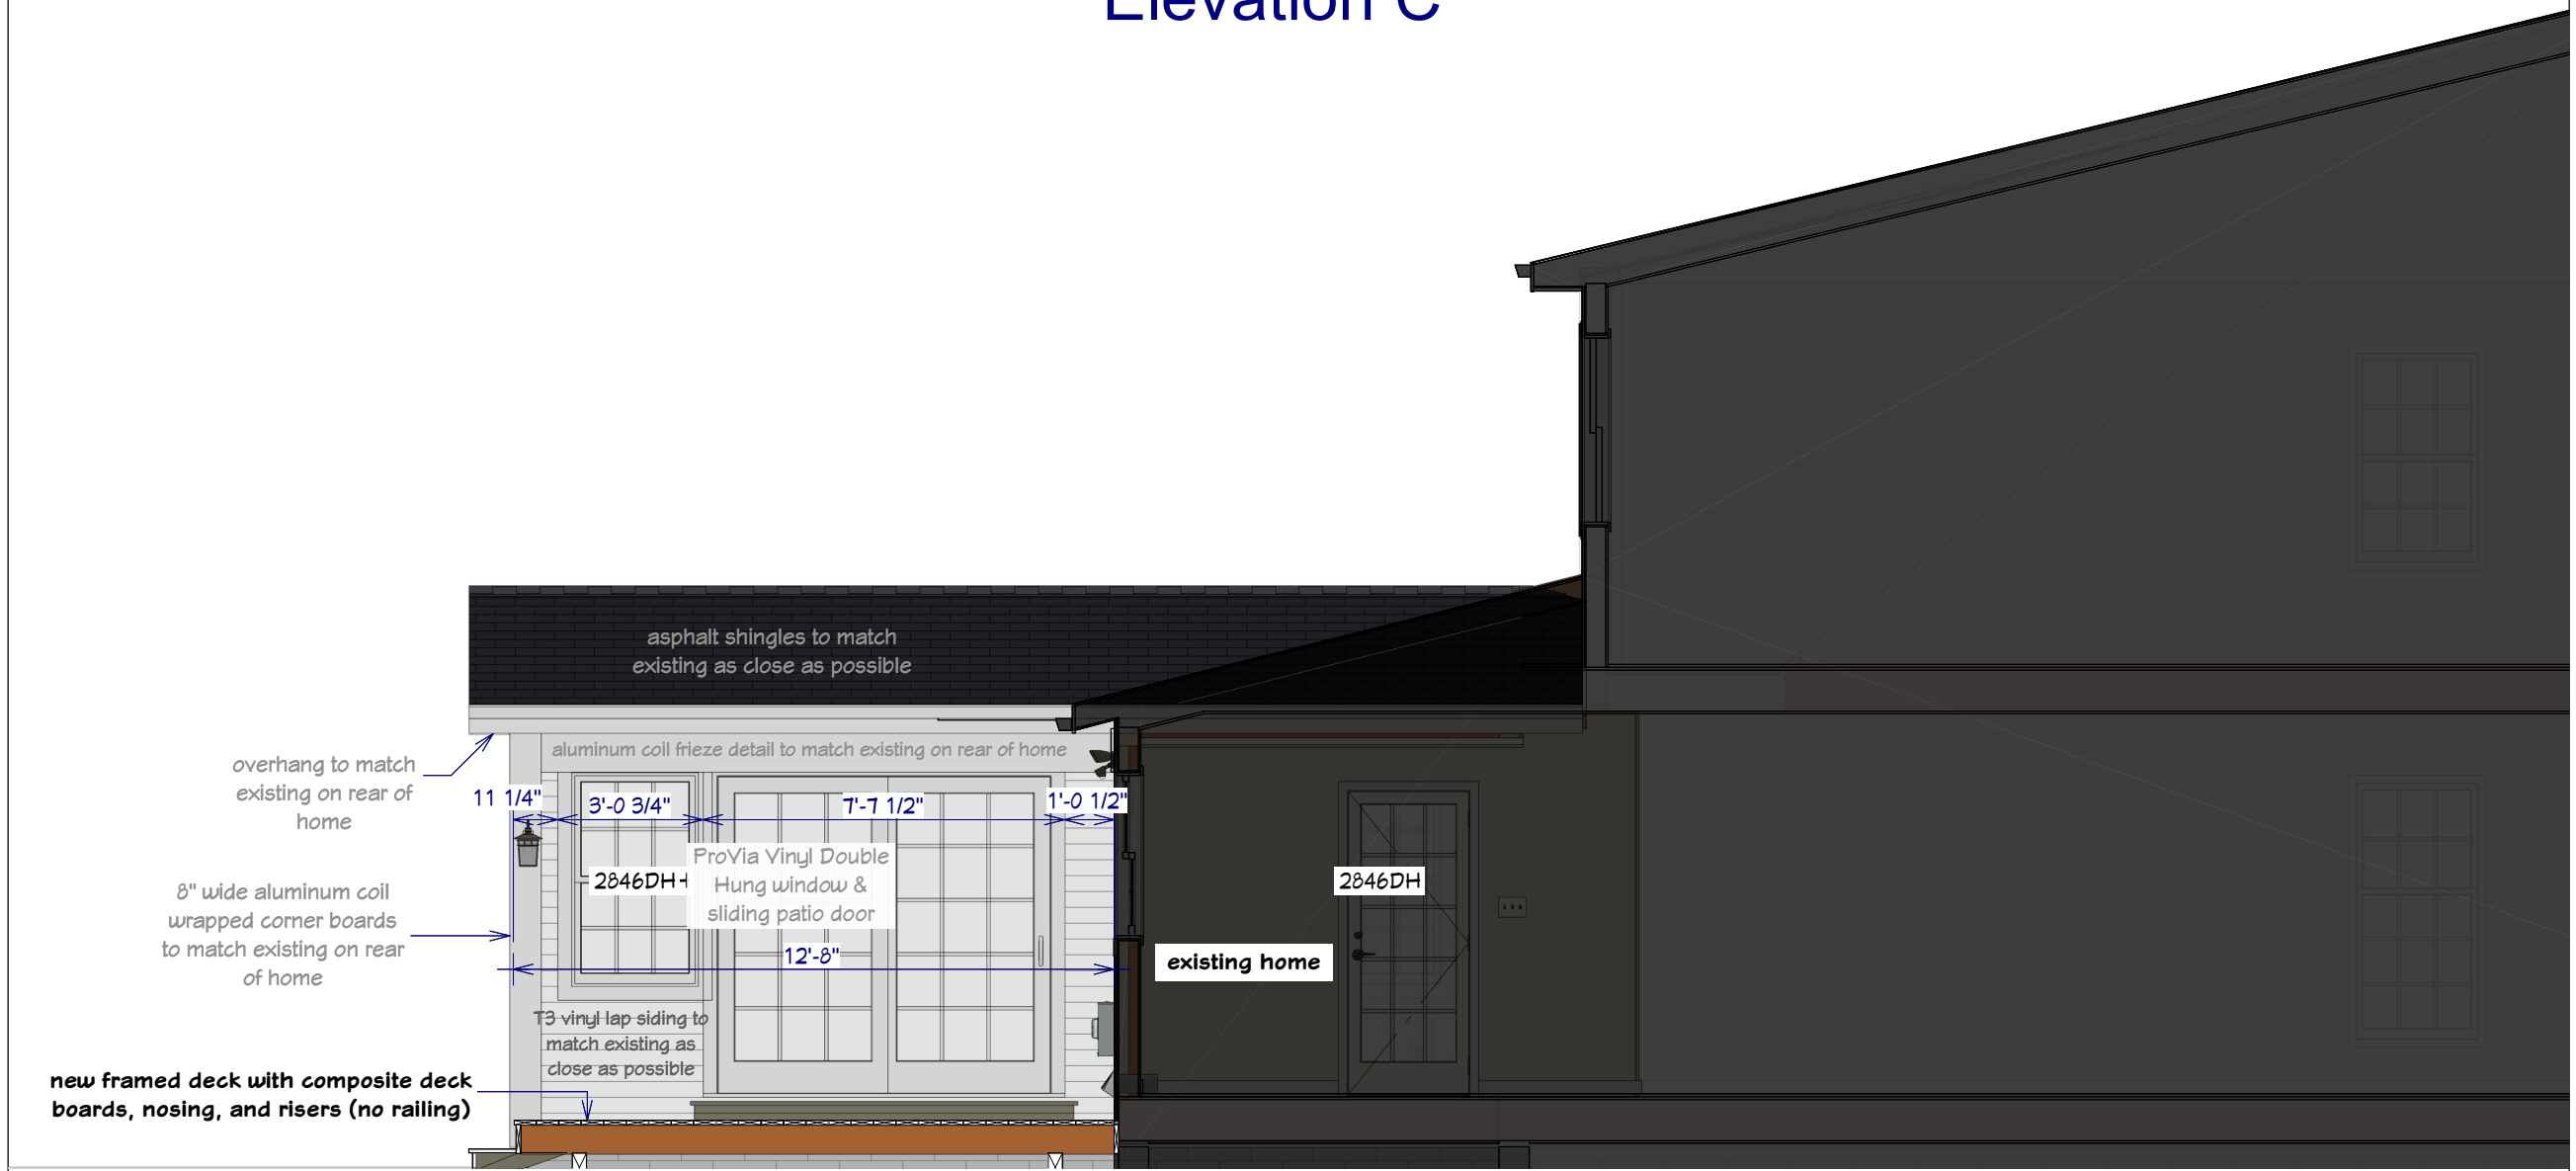 Elevation C
asphalt shingles to match
existing as close as possible
aluminum coil frieze detail to match existing on rear of home
overhang to match
existing on rear of
home
11 1/4"
3'-0 3/4"
7'-7 1/2"
1'-0 1/2"
ProVia Vinyl Double
Hung window &
sliding patio door
2846DH
2846DH
8" wide aluminum coil
wrapped corner boards
to match existing on rear
of home
12'-8"
existing home
T3 vinyl lap siding to
match existing as
close as possible
new framed deck with composite deck
boards, nosing, and risers (no railing)